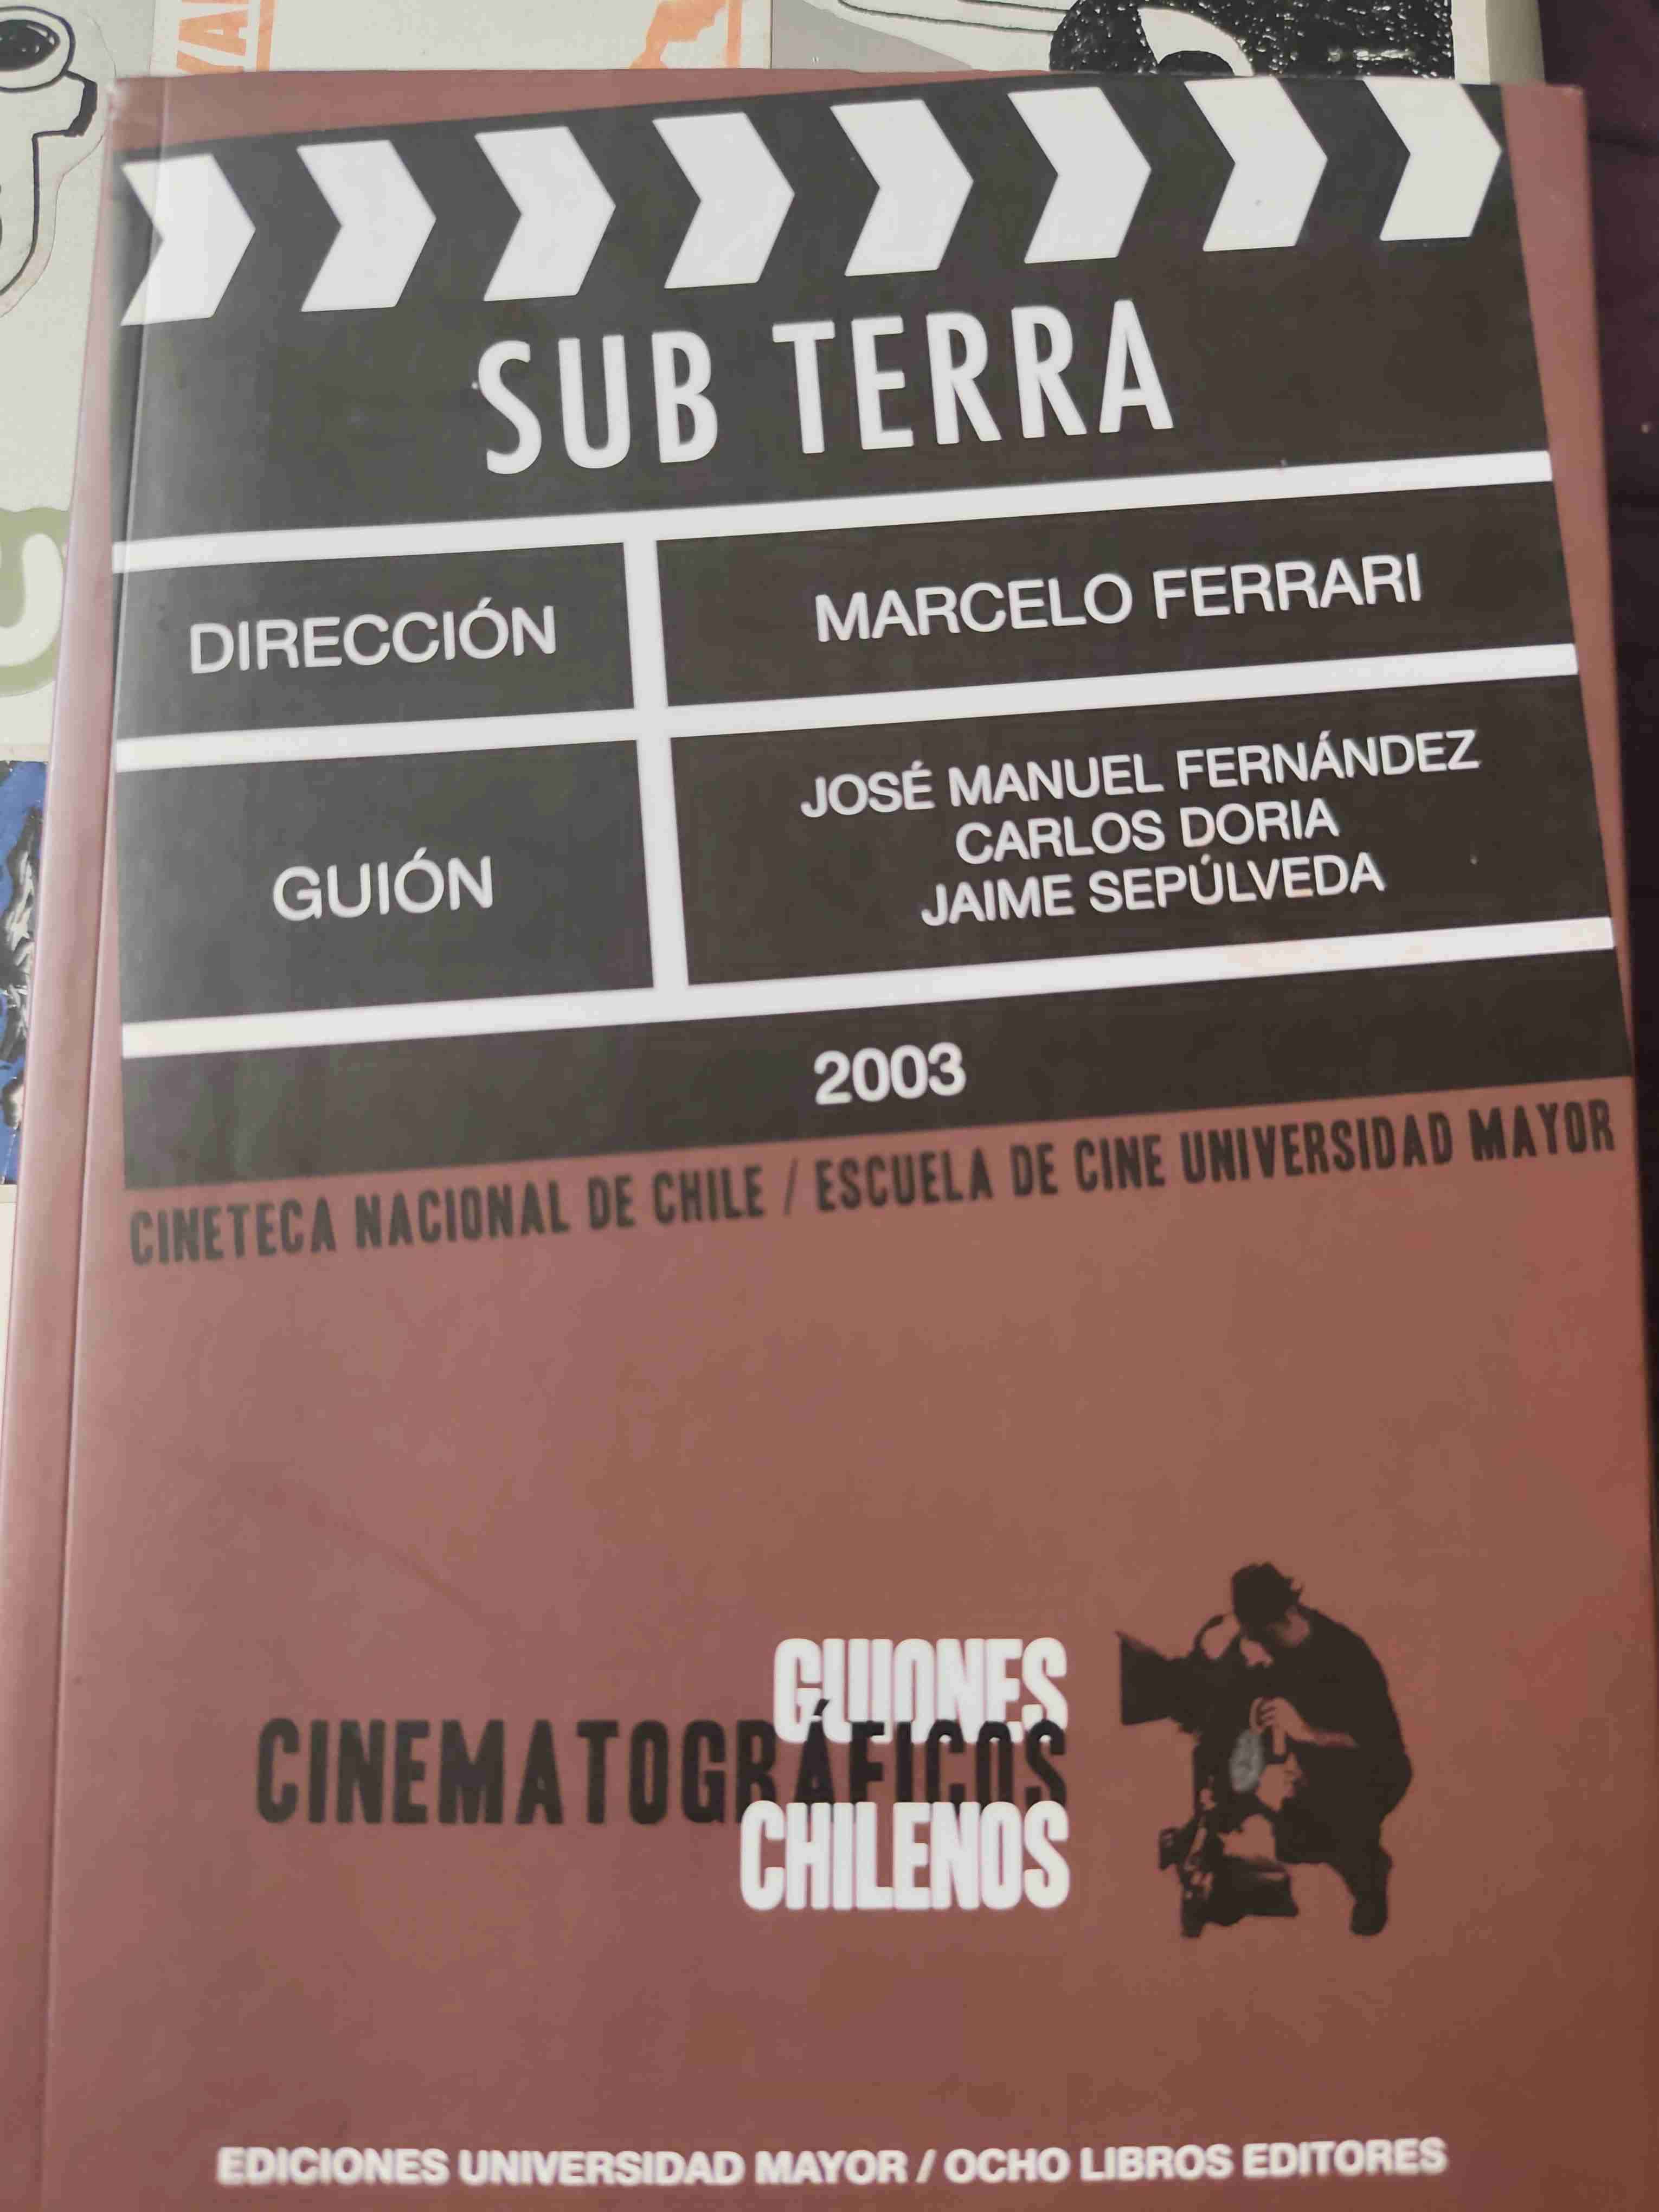 SUB TERRA
DIRECCIÓN
MARCELO FERRARI
GUIÓN
JOSÉ MANUEL FERNÁNDEZ
CARLOS DORIA
JAIME SEPÚLVEDA
2003
CINETECA NACIONAL DE CHILE / ESCUELA DE CINE UNIVERSIDAD MAYOR
GUIONES
CINEMATOGRÁFICOS
CHILENOS
EDICIONES UNIVERSIDAD MAYOR / OCHO LIBROS EDITORES